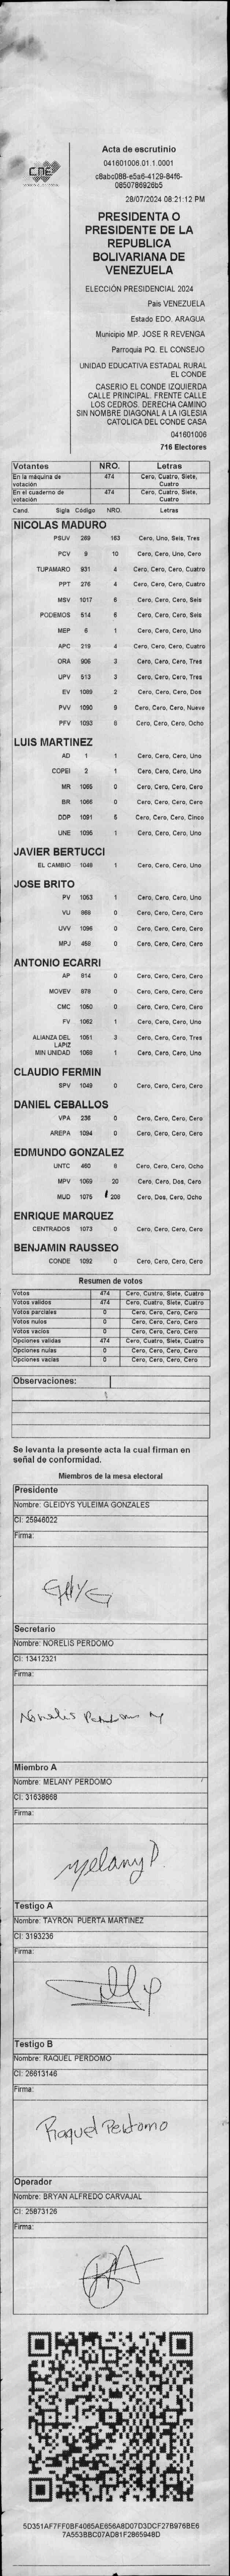 CNE
Acta de escrutinio
041601006.01.1.0001
c8abc088-e5a6-4129-84f6-
0850786926b5
28/07/2024 08:21:12 PM
PRESIDENTA O
PRESIDENTE DE LA
REPUBLICA
BOLIVARIANA DE
VENEZUELA
ELECCIÓN PRESIDENCIAL 2024
Pais VENEZUELA
Estado EDO. ARAGUA
Municipio MP. JOSE R REVENGA
Parroquia PQ. EL CONSEJO
UNIDAD EDUCATIVA ESTADAL RURAL
EL CONDE
CASERIO EL CONDE IZQUIERDA
CALLE PRINCIPAL. FRENTE CALLE
LOS CEDROS. DERECHA CAMINO
SIN NOMBRE DIAGONAL A LA IGLESIA
CATOLICA DEL CONDE CASA
041601006
716 Electores
Votantes NRO. Letras
En la máquina de votación 474 Cero, Cuatro, Siete, Cuatro
En el cuaderno de votación 474 Cero, Cuatro, Siete, Cuatro
Cand. Sigla Código NRO. Letras
NICOLAS MADURO
PSUV 269 163 Cero, Uno, Seis, Tres
PCV 9 10 Cero, Cero, Uno, Cero
TUPAMARO 931 4 Cero, Cero, Cero, Cuatro
PPT 276 4 Cero, Cero, Cero, Cuatro
MSV 1017 6 Cero, Cero, Cero, Seis
PODEMOS 514 6 Cero, Cero, Cero, Seis
MEP 6 1 Cero, Cero, Cero, Uno
APC 219 4 Cero, Cero, Cero, Cuatro
ORA 906 3 Cero, Cero, Cero, Tres
UPV 513 3 Cero, Cero, Cero, Tres
EV 1089 2 Cero, Cero, Cero, Dos
PVV 1090 9 Cero, Cero, Cero, Nueve
PFV 1093 8 Cero, Cero, Cero, Ocho
LUIS MARTINEZ
AD 1 1 Cero, Cero, Cero, Uno
COPEI 2 1 Cero, Cero, Cero, Uno
MR 1065 0 Cero, Cero, Cero, Cero
BR 1066 0 Cero, Cero, Cero, Cero
DDP 1091 5 Cero, Cero, Cero, Cinco
UNE 1095 1 Cero, Cero, Cero, Uno
JAVIER BERTUCCI
EL CAMBIO 1048 1 Cero, Cero, Cero, Uno
JOSE BRITO
PV 1053 1 Cero, Cero, Cero, Uno
VU 868 0 Cero, Cero, Cero, Cero
UVV 1096 0 Cero, Cero, Cero, Cero
MPJ 458 0 Cero, Cero, Cero, Cero
ANTONIO ECARRI
AP 814 0 Cero, Cero, Cero, Cero
MOVEV 978 0 Cero, Cero, Cero, Cero
CMC 1050 0 Cero, Cero, Cero, Cero
FV 1062 1 Cero, Cero, Cero, Uno
ALIANZA DEL LAPIZ 1051 3 Cero, Cero, Cero, Tres
MIN UNIDAD 1068 1 Cero, Cero, Cero, Uno
CLAUDIO FERMIN
SPV 1049 0 Cero, Cero, Cero, Cero
DANIEL CEBALLOS
VPA 236 0 Cero, Cero, Cero, Cero
AREPA 1094 0 Cero, Cero, Cero, Cero
EDMUNDO GONZALEZ
UNTC 460 8 Cero, Cero, Cero, Ocho
MPV 1069 20 Cero, Cero, Dos, Cero
MUD 1075 208 Cero, Dos, Cero, Ocho
ENRIQUE MARQUEZ
CENTRADOS 1073 0 Cero, Cero, Cero, Cero
BENJAMIN RAUSSEO
CONDE 1092 0 Cero, Cero, Cero, Cero
Resumen de votos
Votos 474 Cero, Cuatro, Siete, Cuatro
Votos validos 474 Cero, Cuatro, Siete, Cuatro
Votos parciales 0 Cero, Cero, Cero, Cero
Votos nulos 0 Cero, Cero, Cero, Cero
Votos vacios 0 Cero, Cero, Cero, Cero
Opciones validas 474 Cero, Cuatro, Siete, Cuatro
Opciones nulas 0 Cero, Cero, Cero, Cero
Opciones vacias 0 Cero, Cero, Cero, Cero
Observaciones:
Se levanta la presente acta la cual firman en
señal de conformidad.
Miembros de la mesa electoral
Presidente
Nombre: GLEIDYS YULEIMA GONZALES
CI: 25946022
Firma:
Secretario
Nombre: NORELIS PERDOMO
CI: 13412321
Firma:
Norelis Perdomo M
Miembro A
Nombre: MELANY PERDOMO
CI: 31638868
Firma:
Melany P.
Testigo A
Nombre: TAYRON PUERTA MARTINEZ
CI: 3193236
Firma:
Testigo B
Nombre: RAQUEL PERDOMO
CI: 26613146
Firma:
Raquel Perdomo
Operador
Nombre: BRYAN ALFREDO CARVAJAL
CI: 25873126
Firma:
5D351AF7FF0BF4065AE656A8D07D3DCF27B976BE6
7A553BBC07AD81F2865948D